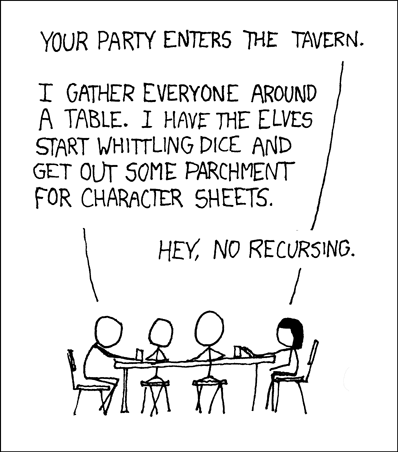 YOUR PARTY ENTERS THE TAVERN.
I GATHER EVERYONE AROUND
A TABLE. I HAVE THE ELVES
START WHITTLING DICE AND
GET OUT SOME PARCHMENT
FOR CHARACTER SHEETS.
HEY, NO RECURSING.